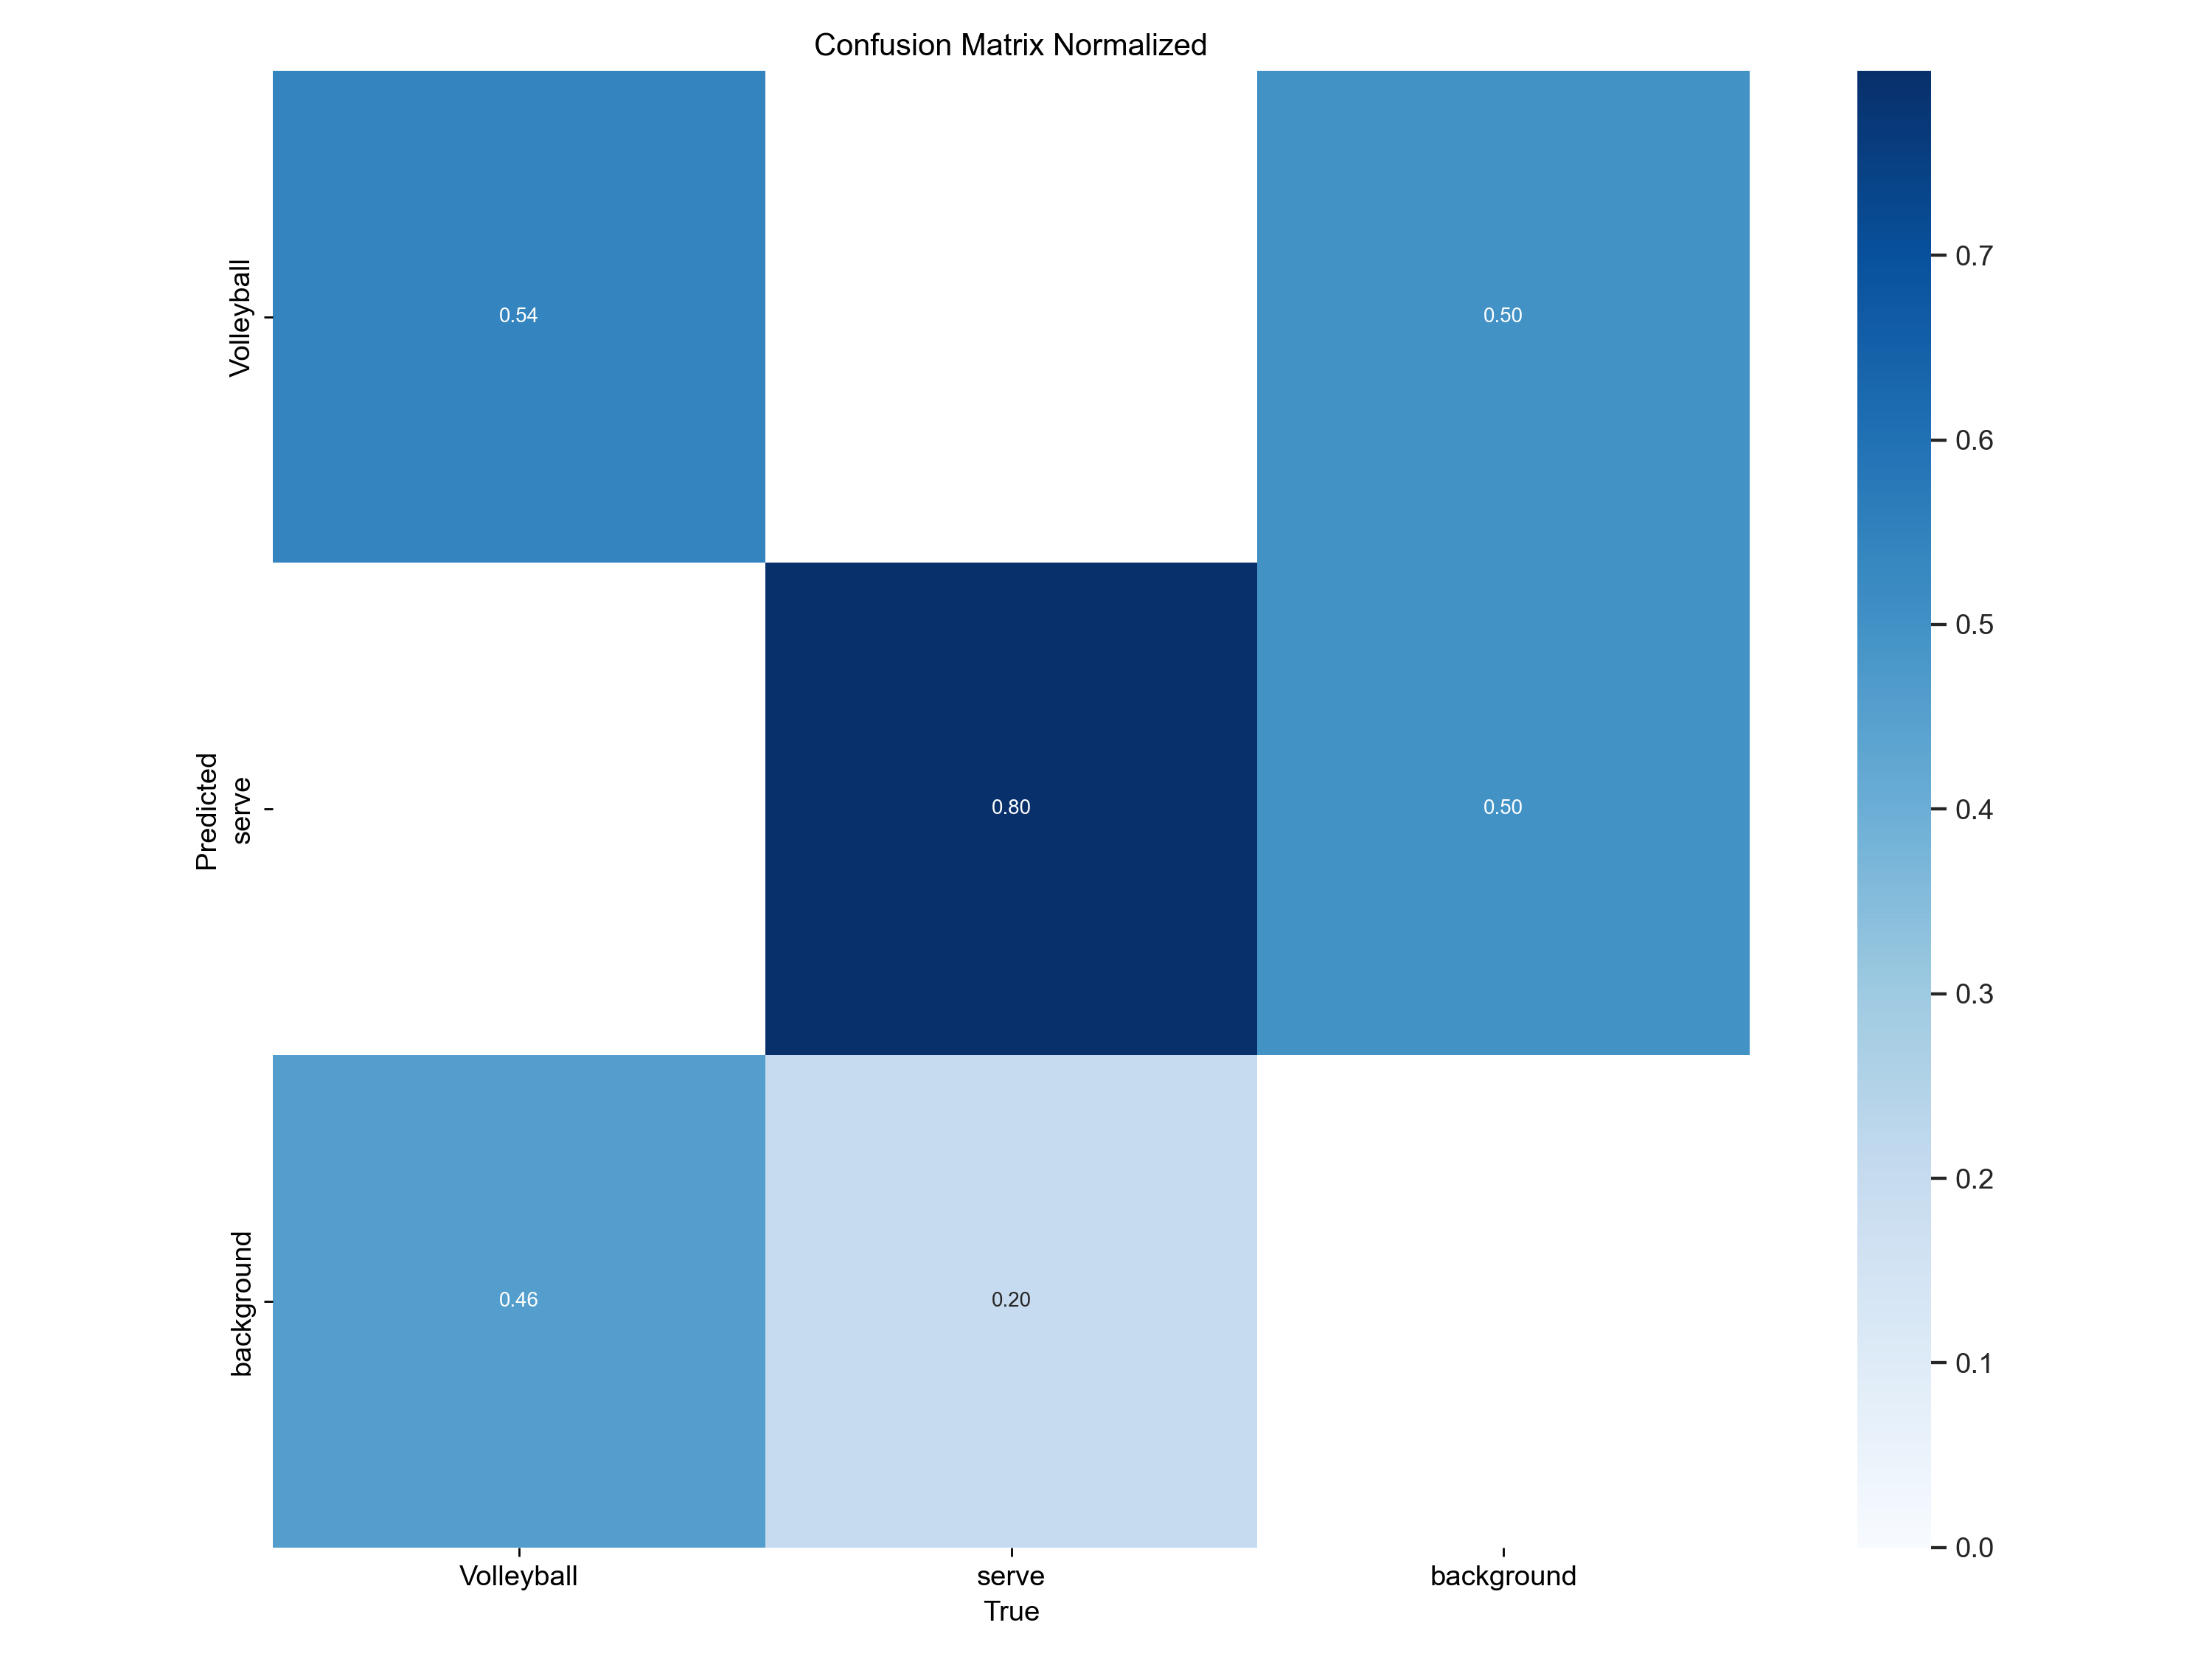 Confusion Matrix Normalized
Volleyball
0.54
0.50
0.7
0.6
0.5
Predicted
serve
0.80
0.50
0.4
0.3
background
0.46
0.20
0.2
0.1
0.0
Volleyball
serve
background
True